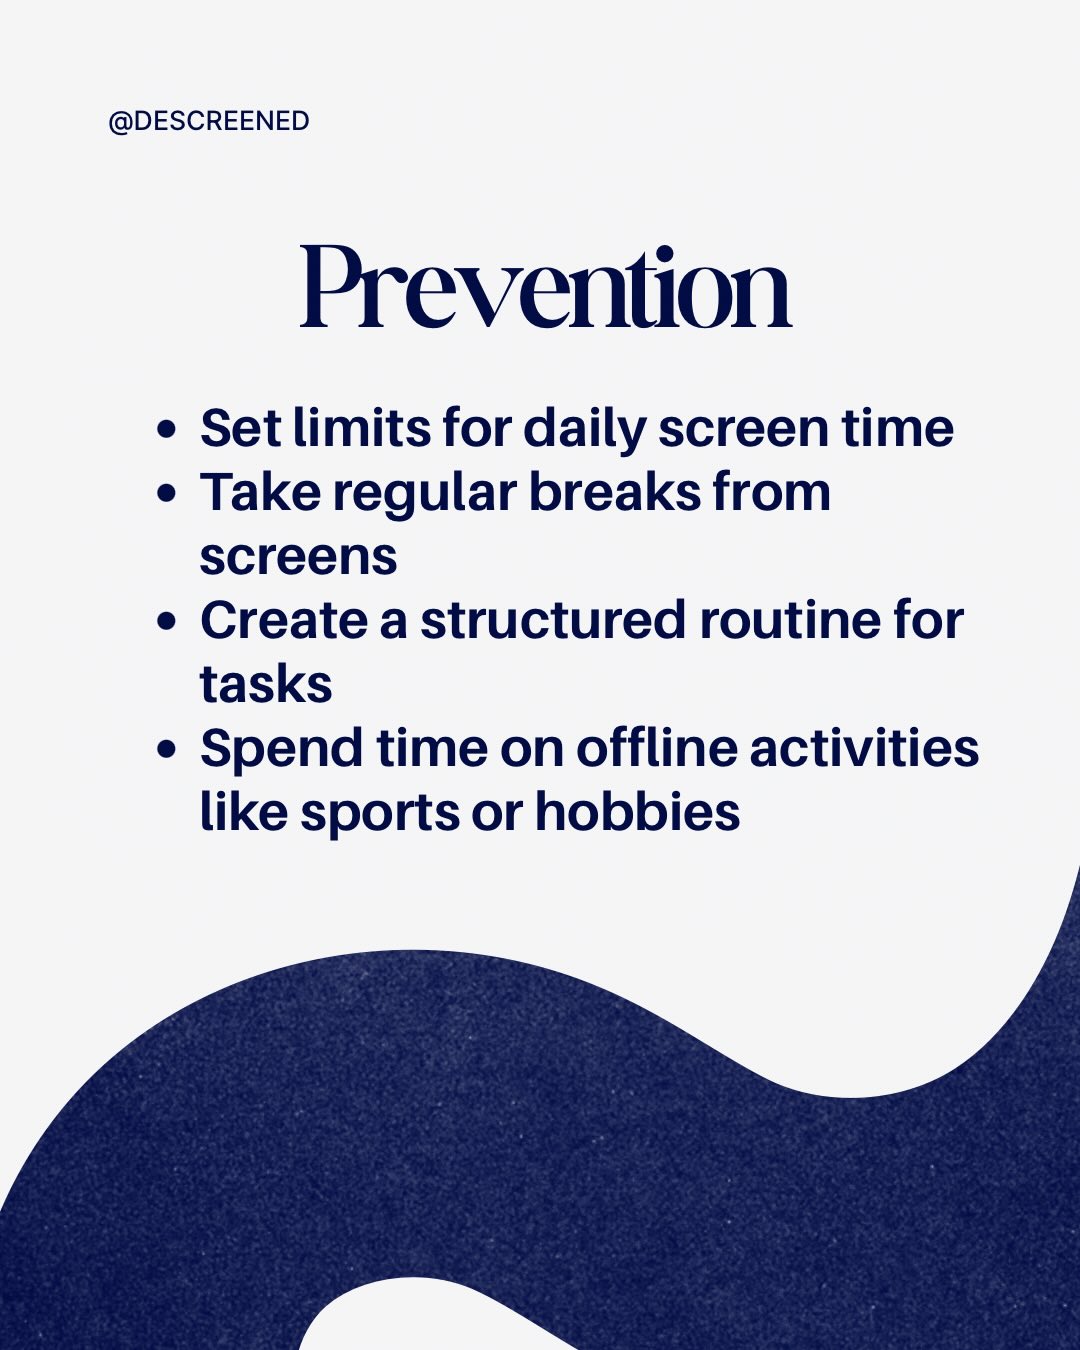 @DESCREENED
Prevention
• Set limits for daily screen time
• Take regular breaks from
screens
• Create a structured routine for
tasks
• Spend time on offline activities
like sports or hobbies